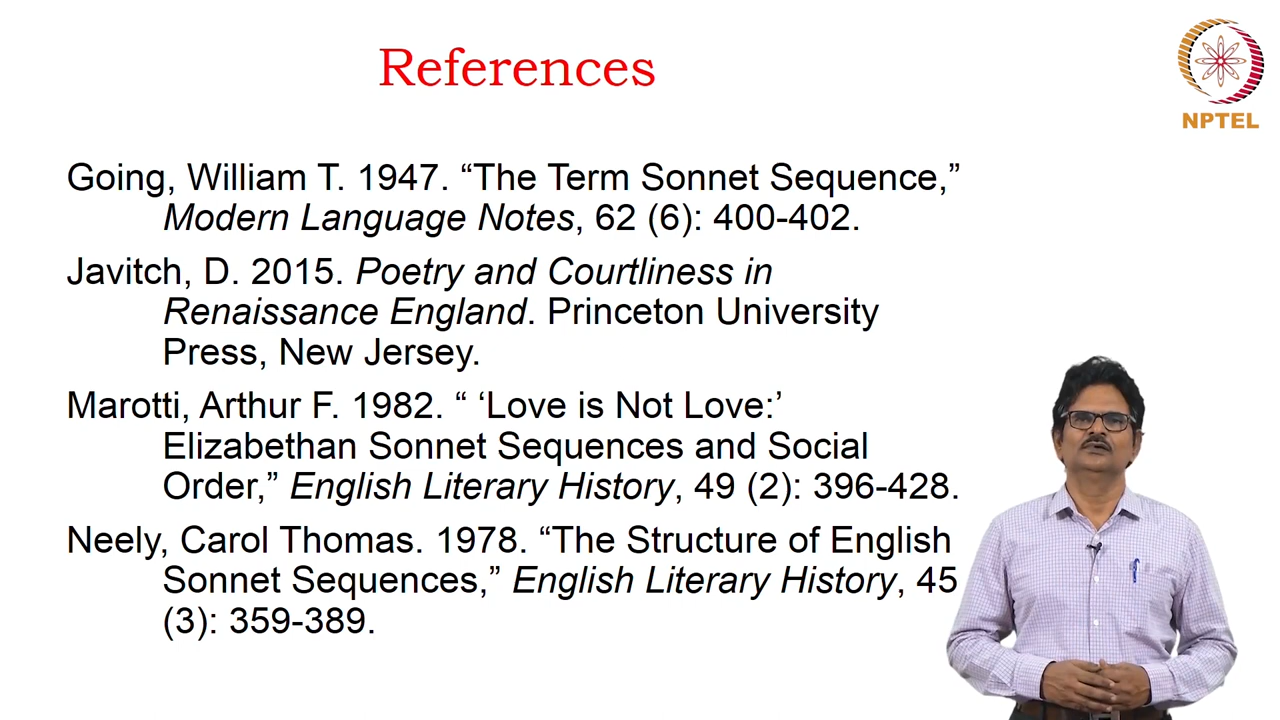 References
NPTEL
Going, William T. 1947. “The Term Sonnet Sequence,”
Modern Language Notes, 62 (6): 400-402.
Javitch, D. 2015. Poetry and Courtliness in
Renaissance England. Princeton University
Press, New Jersey.
Marotti, Arthur F. 1982. “ ‘Love is Not Love:’
Elizabethan Sonnet Sequences and Social
Order,” English Literary History, 49 (2): 396-428.
Neely, Carol Thomas. 1978. “The Structure of English
Sonnet Sequences,” English Literary History, 45
(3): 359-389.